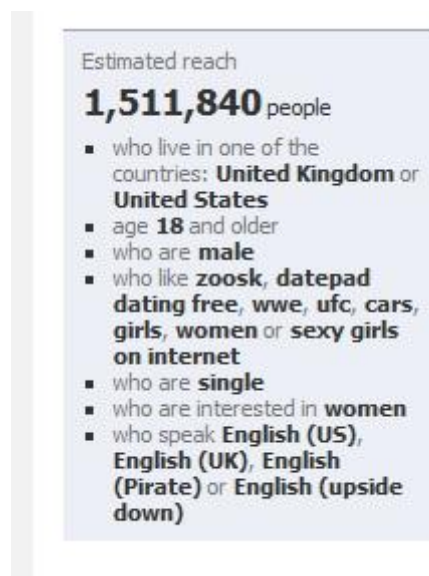 Estimated reach
1,511,840 people
▪ who live in one of the
countries: United Kingdom or
United States
▪ age 18 and older
▪ who are male
▪ who like zoosk, datepad
dating free, wwe, ufc, cars,
girls, women or sexy girls
on internet
▪ who are single
▪ who are interested in women
▪ who speak English (US),
English (UK), English
(Pirate) or English (upside
down)